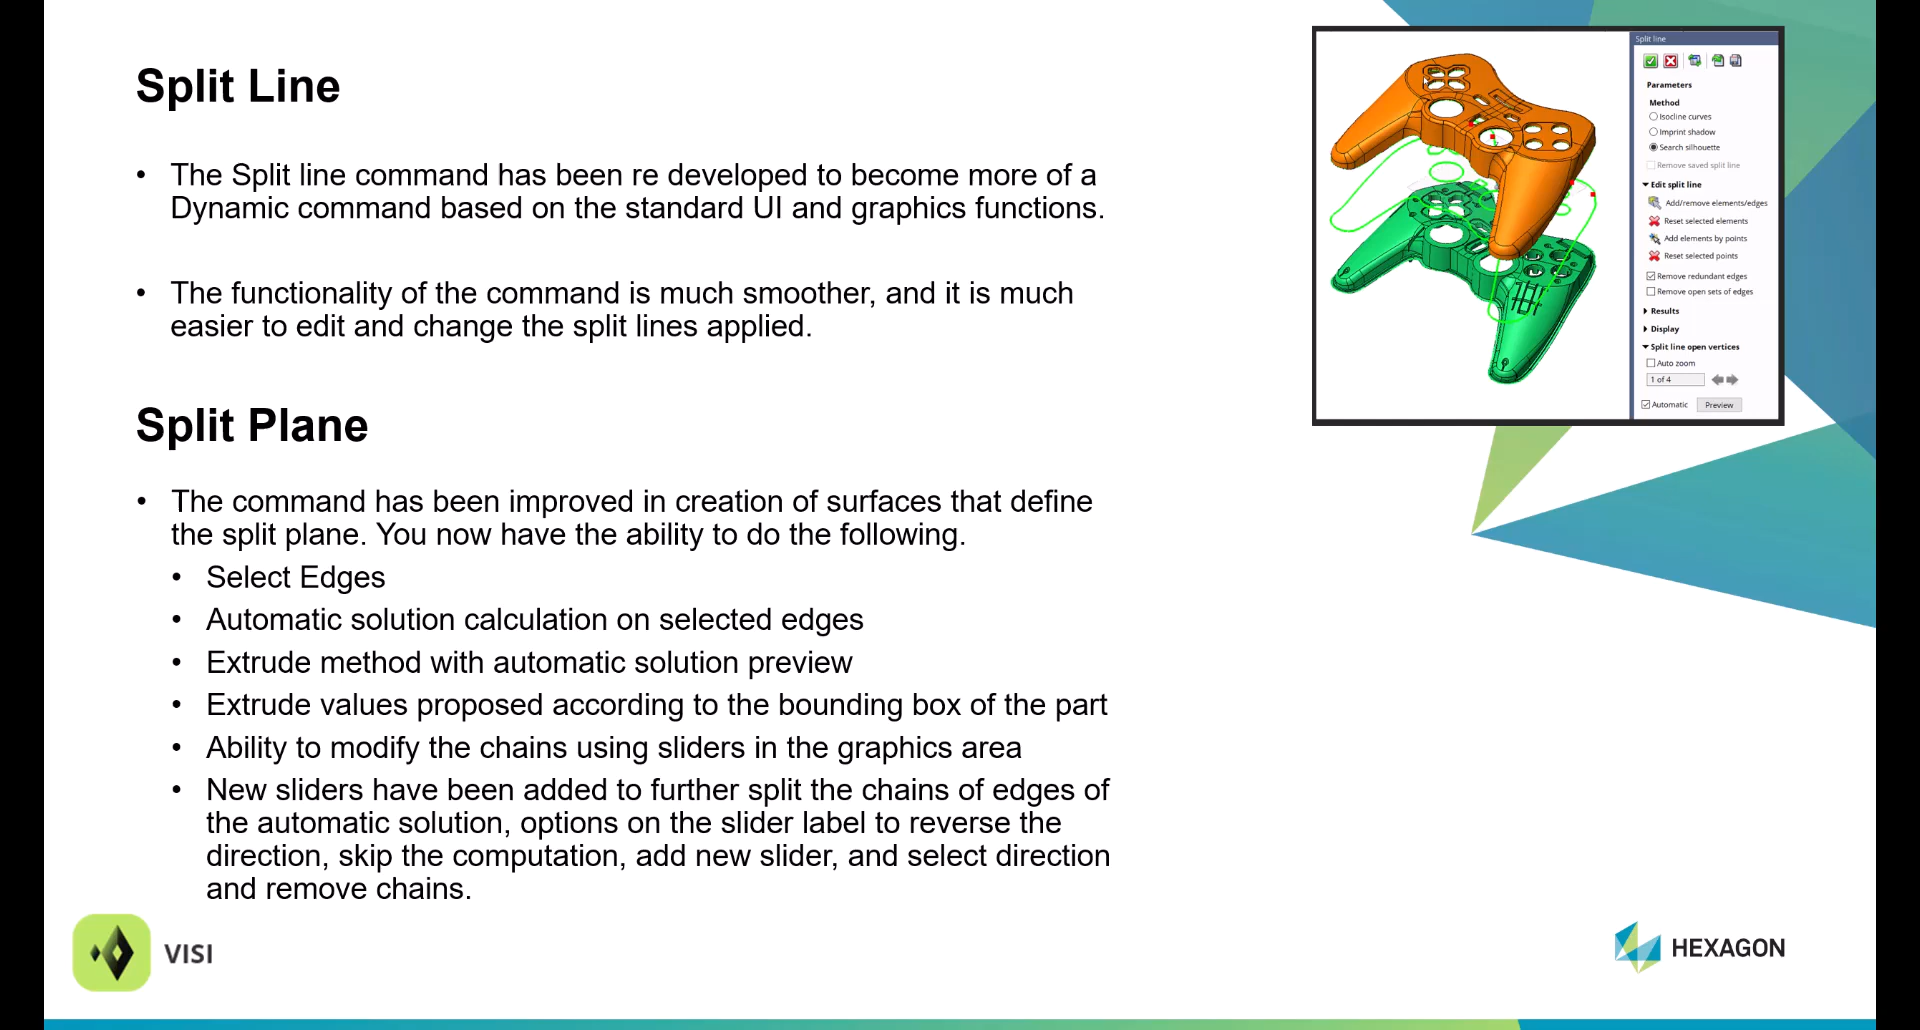 Split Line
• The Split line command has been re developed to become more of a
Dynamic command based on the standard UI and graphics functions.
• The functionality of the command is much smoother, and it is much
easier to edit and change the split lines applied.
Split Plane
• The command has been improved in creation of surfaces that define
the split plane. You now have the ability to do the following.
• Select Edges
• Automatic solution calculation on selected edges
• Extrude method with automatic solution preview
• Extrude values proposed according to the bounding box of the part
• Ability to modify the chains using sliders in the graphics area
• New sliders have been added to further split the chains of edges of
the automatic solution, options on the slider label to reverse the
direction, skip the computation, add new slider, and select direction
and remove chains.
Split line
Parameters
Method
Isocline curves
Imprint shadow
Search silhouette
Remove saved split line
Edit split line
Add/remove elements/edges
Reset selected elements
Add elements by points
Reset selected points
Remove redundant edges
Remove open sets of edges
Results
Display
Split line open vertices
Auto zoom
1 of 4
Automatic Preview
VISI
HEXAGON